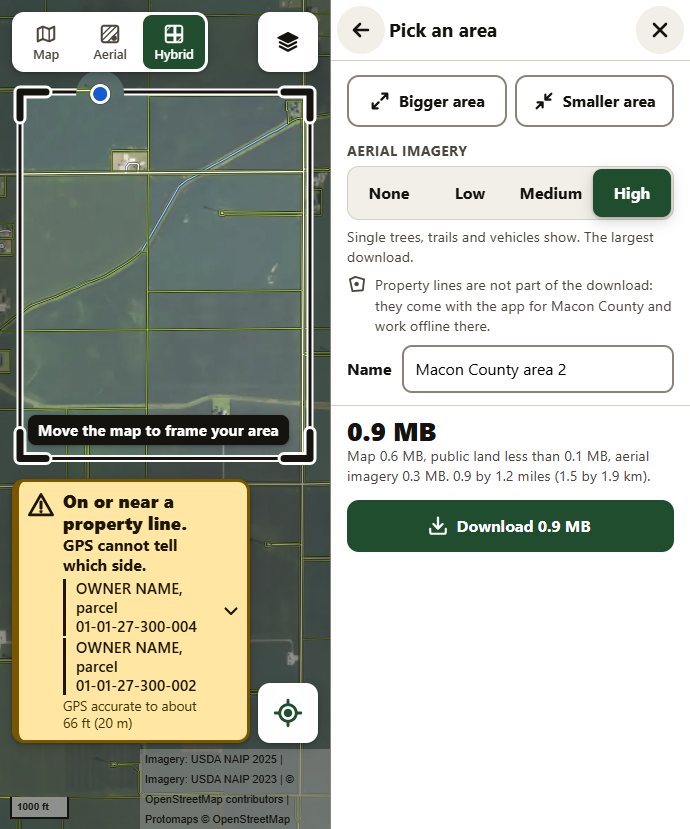 Map
Aerial
Hybrid
Move the map to frame your area
On or near a
property line.
GPS cannot tell
which side.
OWNER NAME,
parcel
01-01-27-300-004
OWNER NAME,
parcel
01-01-27-300-002
GPS accurate to about
66 ft (20 m)
1000 ft
Imagery: USDA NAIP 2025 |
Imagery: USDA NAIP 2023 | ©
OpenStreetMap contributors |
Protomaps © OpenStreetMap
Pick an area
Bigger area
Smaller area
AERIAL IMAGERY
None
Low
Medium
High
Single trees, trails and vehicles show. The largest
download.
Property lines are not part of the download:
they come with the app for Macon County and
work offline there.
Name
Macon County area 2
0.9 MB
Map 0.6 MB, public land less than 0.1 MB, aerial
imagery 0.3 MB. 0.9 by 1.2 miles (1.5 by 1.9 km).
Download 0.9 MB